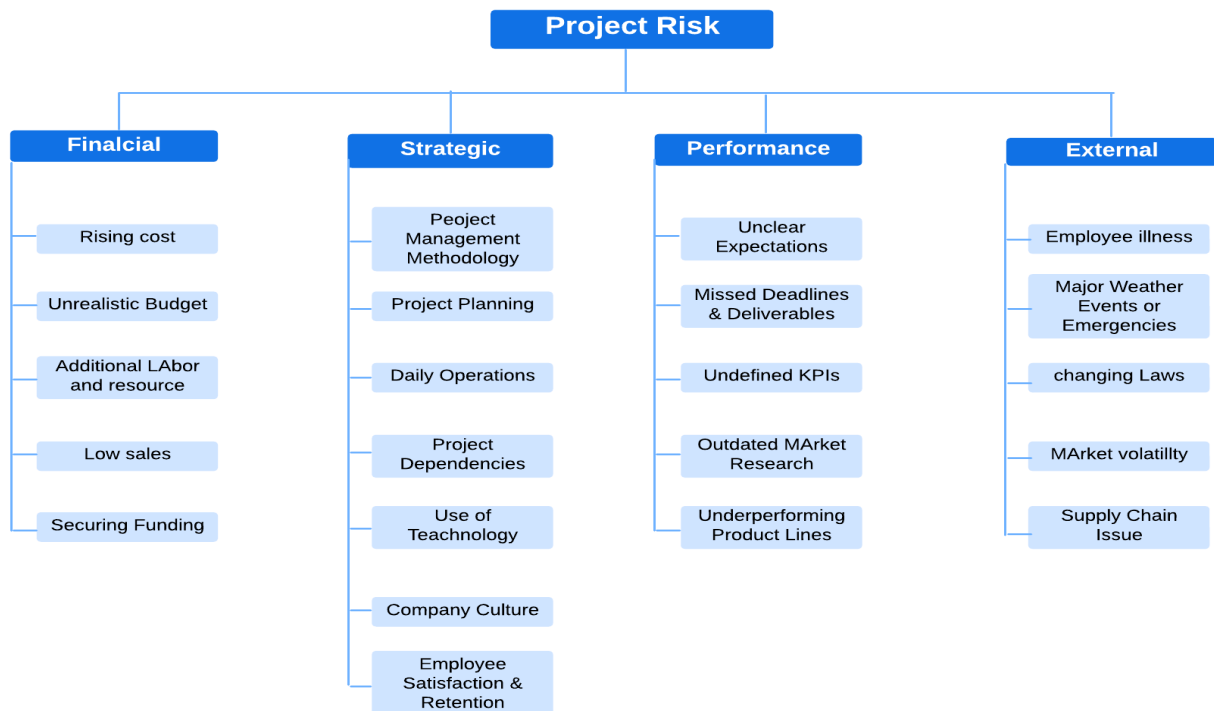 Project Risk
Finalcial
Rising cost
Unrealistic Budget
Additional LAbor
and resource
Low sales
Securing Funding
Strategic
Peoject
Management
Methodology
Project Planning
Daily Operations
Project
Dependencies
Use of
Teachnology
Company Culture
Employee
Satisfaction &
Retention
Performance
Unclear
Expectations
Missed Deadlines
& Deliverables
Undefined KPIs
Outdated MArket
Research
Underperforming
Product Lines
External
Employee illness
Major Weather
Events or
Emergencies
changing Laws
MArket volatillty
Supply Chain
Issue